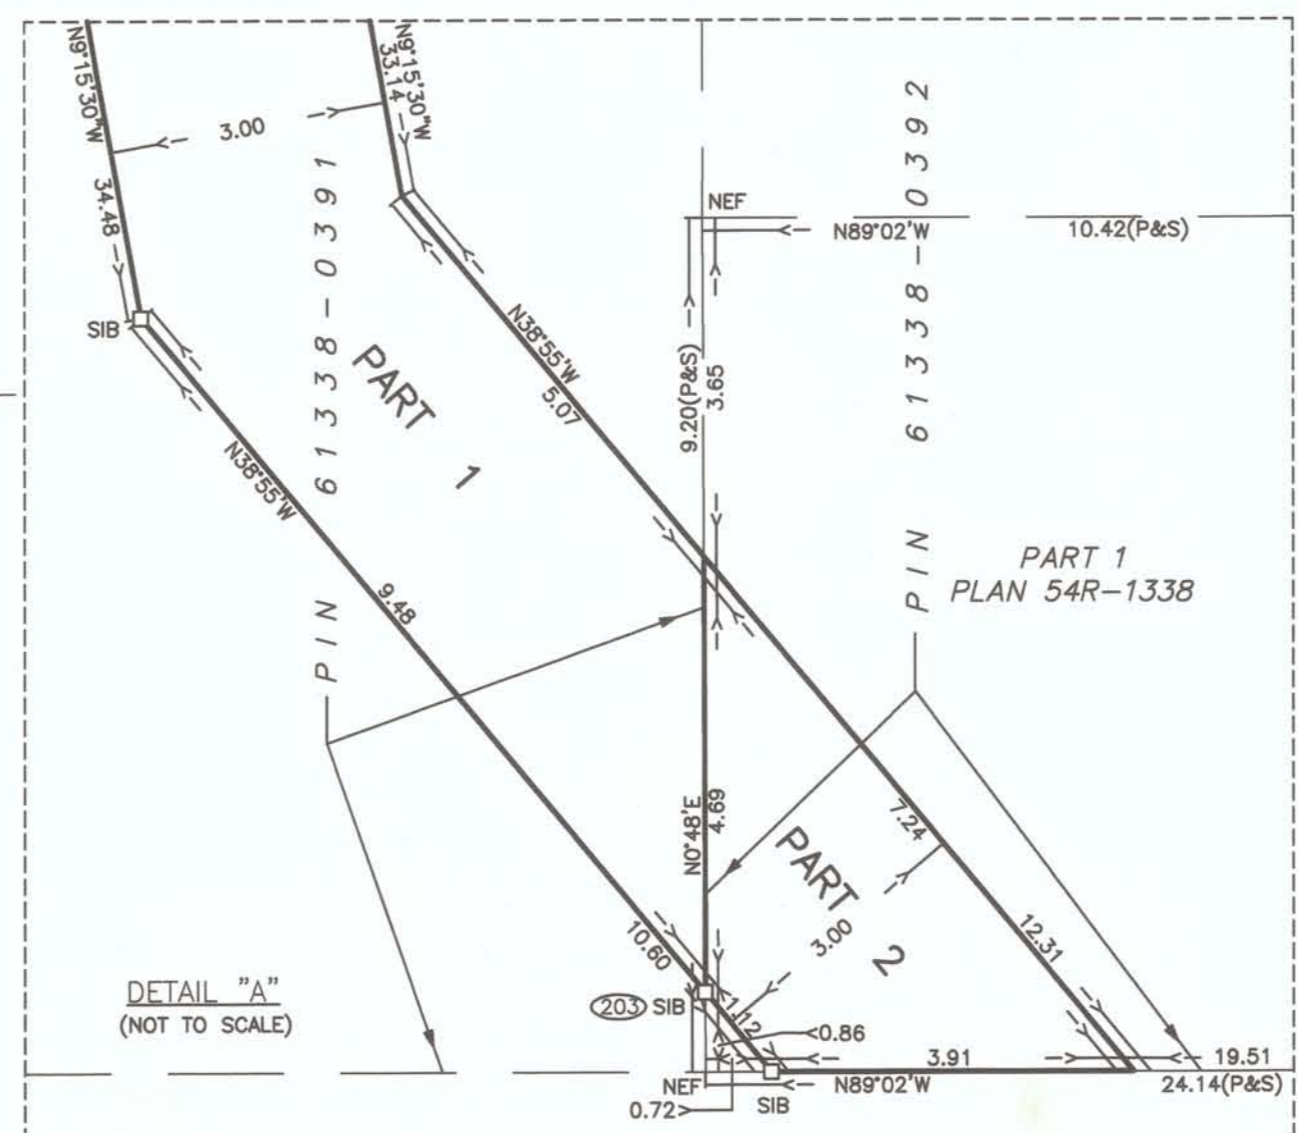 N9°15'30"W
34.48
3.00
N9°15'30"W
33.14
PIN 61338-0391
PIN 61338-0392
NEF
N89°02'W
10.42(P&S)
SIB
N38°55'W
5.07
9.20(P&S)
3.65
PART
1
N38°55'W
9.48
PART 1
PLAN 54R-1338
N0°48'E
4.69
7.24
PART
2
3.00
12.31
10.60
DETAIL "A"
(NOT TO SCALE)
203 SIB
1.12
0.86
3.91
19.51
NEF
N89°02'W
24.14(P&S)
0.72
SIB